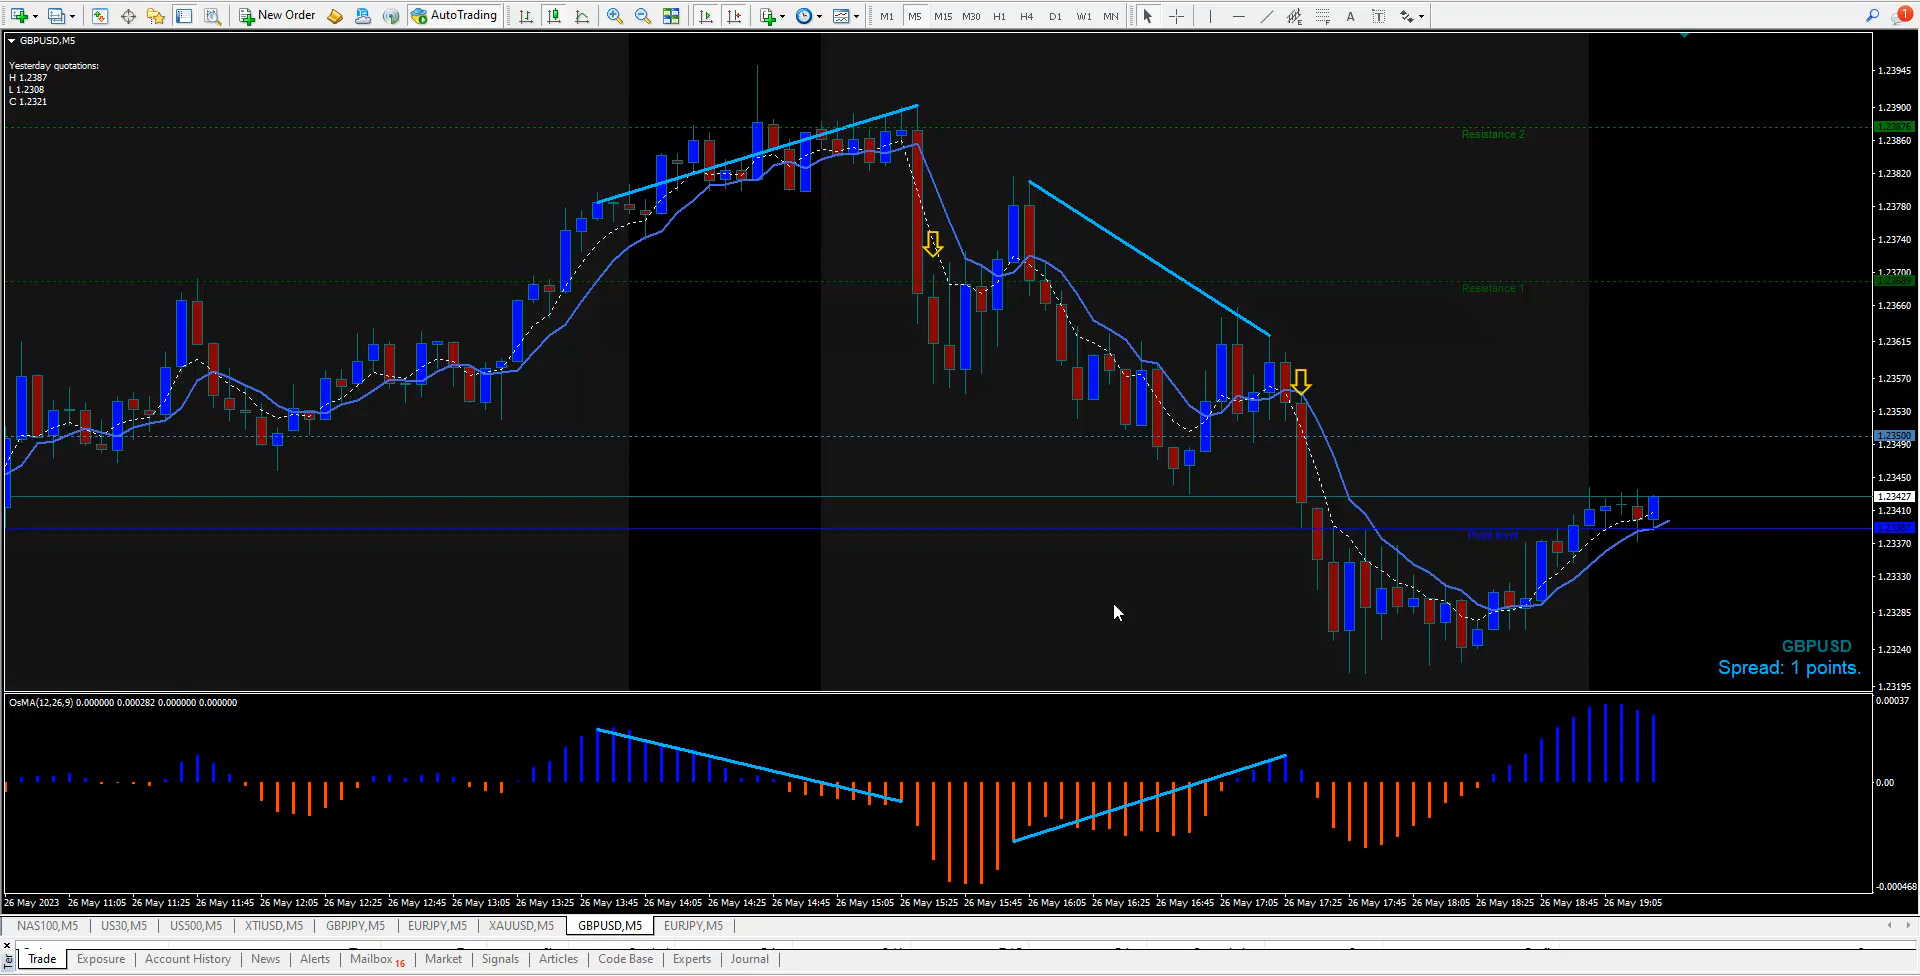 New Order
AutoTrading
M1 M5 M15 M30 H1 H4 D1 W1 MN
A T
1
GBPUSD,M5
Yesterday quotations:
H 1.2387
L 1.2308
C 1.2321
1.23945
1.23900
1.23876
Resistance 2
1.23860
1.23820
1.23780
1.23740
1.23700
Resistance 1
1.23660
1.23615
1.23570
1.23530
1.23500
1.23490
1.23450
1.23427
1.23410
1.23370
1.23330
1.23285
1.23240
1.23195
GBPUSD
Spread: 1 points.
OsMA(12,26,9) 0.000000 0.000282 0.000000 0.000000
0.00037
0.00
-0.000468
26 May 2023 26 May 11:05 26 May 11:25 26 May 11:45 26 May 12:05 26 May 12:25 26 May 12:45 26 May 13:05 26 May 13:25 26 May 13:45 26 May 14:05 26 May 14:25 26 May 14:45 26 May 15:05 26 May 15:25 26 May 15:45 26 May 16:05 26 May 16:25 26 May 16:45 26 May 17:05 26 May 17:25 26 May 17:45 26 May 18:05 26 May 18:25 26 May 18:45 26 May 19:05
NAS100,M5 US30,M5 US500,M5 XTIUSD,M5 GBPJPY,M5 EURJPY,M5 XAUUSD,M5 GBPUSD,M5 EURJPY,M5
Ter
Trade Exposure Account History News Alerts Mailbox 16 Market Signals Articles Code Base Experts Journal